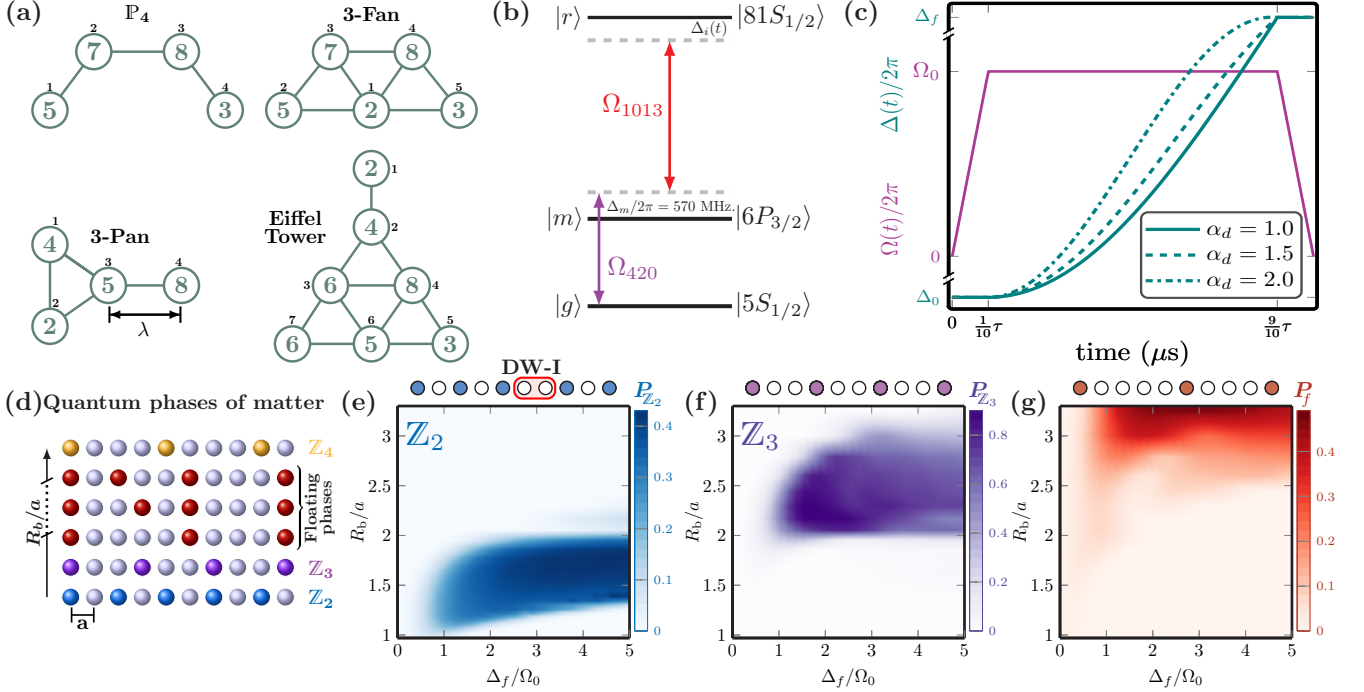 (a)
ℙ₄
1
5
2
7
3
8
4
3
3-Fan
3
7
4
8
2
5
1
2
5
3
3-Pan
1
4
2
2
3
5
4
8
λ
Eiffel
Tower
2
1
4
2
3
6
8
4
7
6
6
5
5
3
(b)
|r⟩
|81S1/2⟩
Δi(t)
Ω1013
Δm/2π = 570 MHz.
|m⟩
|6P3/2⟩
Ω420
|g⟩
|5S1/2⟩
(c)
Δf
Ω0
0
Δ0
Δ(t)/2π
Ω(t)/2π
αd = 1.0
αd = 1.5
αd = 2.0
0
1/10 τ
9/10 τ
time (μs)
(d)
Quantum phases of matter
Rb/a
ℤ4
Floating
phases
ℤ3
ℤ2
a
(e)
DW-I
Pℤ2
ℤ2
Rb/a
3
2.5
2
1.5
1
0 1 2 3 4 5
Δf/Ω0
0.4
0.3
0.2
0.1
0
(f)
Pℤ3
ℤ3
Rb/a
3
2.5
2
1.5
1
0 1 2 3 4 5
Δf/Ω0
0.8
0.6
0.4
0.2
0
(g)
Pf
Rb/a
3
2.5
2
1.5
1
0 1 2 3 4 5
Δf/Ω0
0.4
0.3
0.2
0.1
0